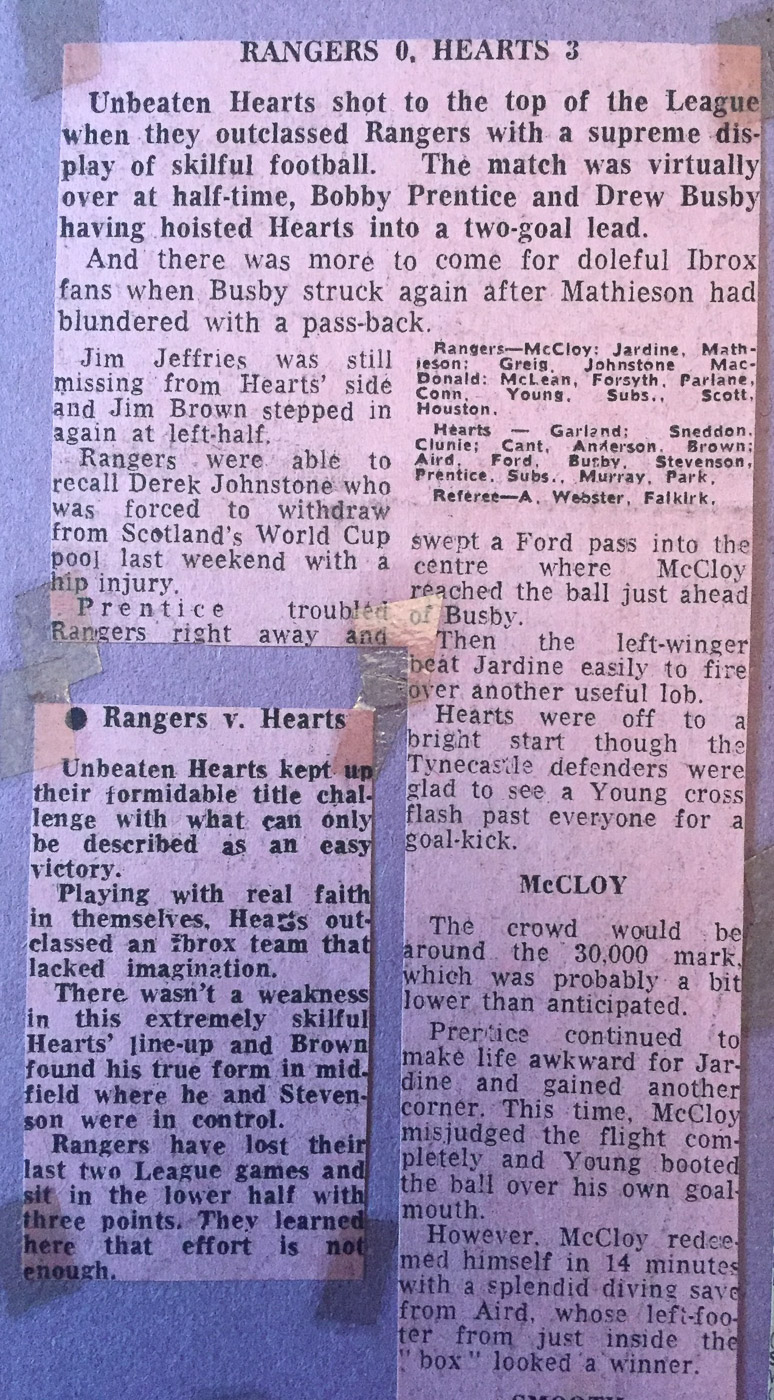 RANGERS 0, HEARTS 3
Unbeaten Hearts shot to the top of the League
when they outclassed Rangers with a supreme dis-
play of skilful football. The match was virtually
over at half-time, Bobby Prentice and Drew Busby
having hoisted Hearts into a two-goal lead.
And there was more to come for doleful Ibrox
fans when Busby struck again after Mathieson had
blundered with a pass-back.
Jim Jeffries was still
missing from Hearts' side
and Jim Brown stepped in
again at left-half.
Rangers were able to
recall Derek Johnstone who
was forced to withdraw
from Scotland's World Cup
pool last weekend with a
hip injury.
Prentice troubled
Rangers right away and
Rangers—McCloy; Jardine, Math-
ieson; Greig, Johnstone Mac-
Donald; McLean, Forsyth, Parlane,
Conn, Young, Subs., Scott,
Houston.
Hearts — Garland; Sneddon,
Clunie; Cant, Anderson, Brown;
Aird, Ford, Busby, Stevenson,
Prentice. Subs., Murray, Park.
Referee—A. Webster, Falkirk.
swept a Ford pass into the
centre where McCloy
reached the ball just ahead
of Busby.
Then the left-winger
beat Jardine easily to fire
over another useful lob.
Hearts were off to a
bright start though the
Tynecastle defenders were
glad to see a Young cross
flash past everyone for a
goal-kick.
McCLOY
The crowd would be
around the 30,000 mark,
which was probably a bit
lower than anticipated.
Prentice continued to
make life awkward for Jar-
dine and gained another
corner. This time, McCloy
misjudged the flight com-
pletely and Young booted
the ball over his own goal-
mouth.
However, McCloy redee-
med himself in 14 minutes
with a splendid diving save
from Aird, whose left-foo-
ter from just inside the
"box" looked a winner.
● Rangers v. Hearts
Unbeaten Hearts kept up
their formidable title chal-
lenge with what can only
be described as an easy
victory.
Playing with real faith
in themselves, Hearts out-
classed an Ibrox team that
lacked imagination.
There wasn't a weakness
in this extremely skilful
Hearts' line-up and Brown
found his true form in mid-
field where he and Steven-
son were in control.
Rangers have lost their
last two League games and
sit in the lower half with
three points. They learned
here that effort is not
enough.